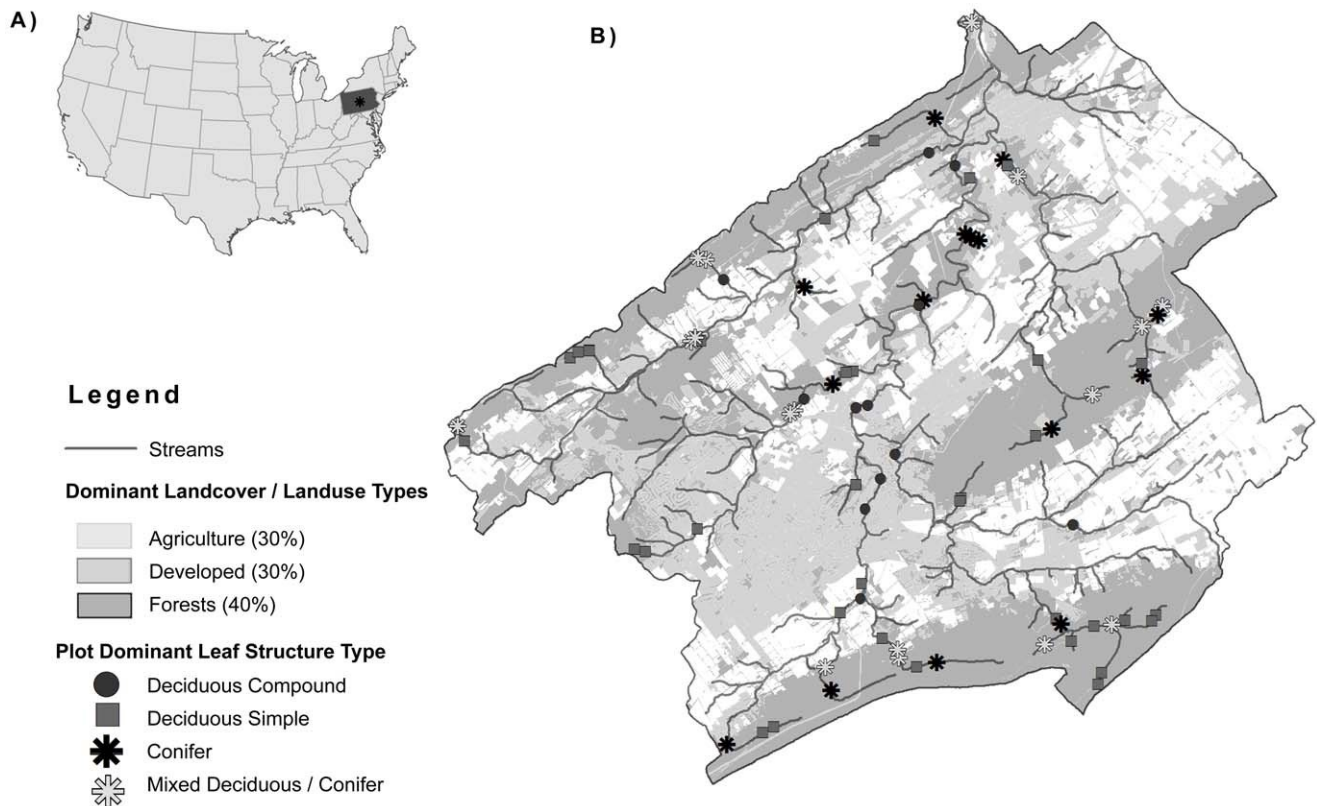 A)
B)
Legend
Streams
Dominant Landcover / Landuse Types
Agriculture (30%)
Developed (30%)
Forests (40%)
Plot Dominant Leaf Structure Type
Deciduous Compound
Deciduous Simple
Conifer
Mixed Deciduous / Conifer